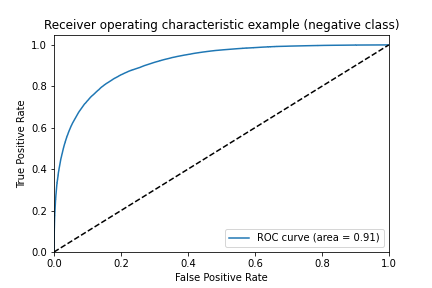 Receiver operating characteristic example (negative class)
1.0
0.8
0.6
0.4
0.2
0.0
True Positive Rate
ROC curve (area = 0.91)
0.0 0.2 0.4 0.6 0.8 1.0
False Positive Rate